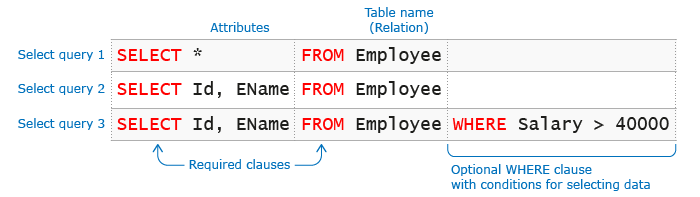 Attributes
Table name
(Relation)
Select query 1 SELECT * FROM Employee
Select query 2 SELECT Id, EName FROM Employee
Select query 3 SELECT Id, EName FROM Employee WHERE Salary > 40000
Required clauses
Optional WHERE clause
with conditions for selecting data